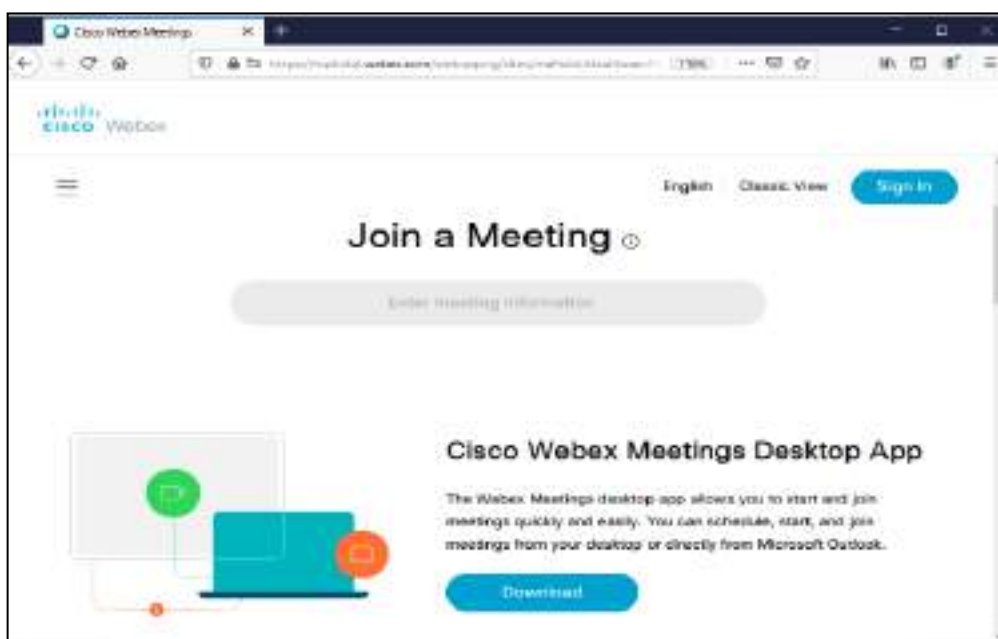 Cisco Webex Meetings
webex.com
cisco Webex
English Classic View Sign In
Join a Meeting
Enter meeting information
Cisco Webex Meetings Desktop App
The Webex Meetings desktop app allows you to start and join
meetings quickly and easily. You can schedule, start, and join
meetings from your desktop or directly from Microsoft Outlook.
Download